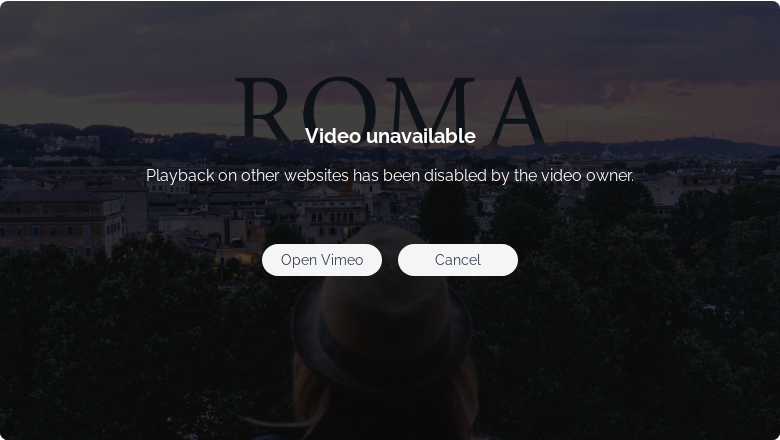 ROMA
Video unavailable
Playback on other websites has been disabled by the video owner.
Open Vimeo
Cancel